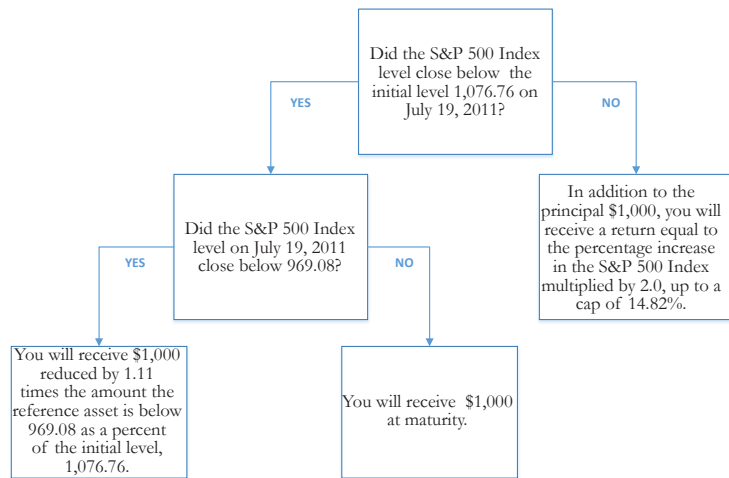 Did the S&P 500 Index
level close below the
initial level 1,076.76 on
July 19, 2011?
YES
NO
Did the S&P 500 Index
level on July 19, 2011
close below 969.08?
In addition to the
principal $1,000, you will
receive a return equal to
the percentage increase
in the S&P 500 Index
multiplied by 2.0, up to a
cap of 14.82%.
YES
NO
You will receive $1,000
reduced by 1.11
times the amount the
reference asset is below
969.08 as a percent
of the initial level,
1,076.76.
You will receive $1,000
at maturity.